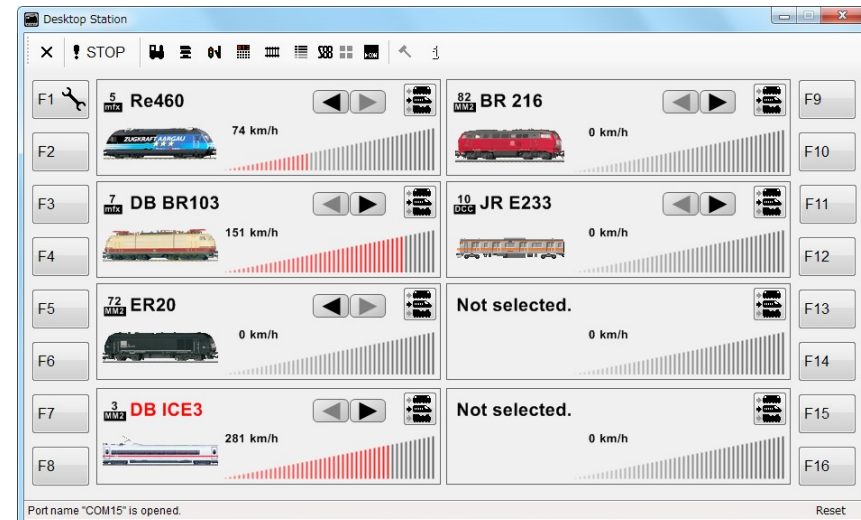 Desktop Station
STOP
F1
F2
F3
F4
F5
F6
F7
F8
5
mfx
Re460
ZUGKRAFT AARGAU
74 km/h
82
MM2
BR 216
0 km/h
7
mfx
DB BR103
151 km/h
10
DCC
JR E233
0 km/h
72
MM2
ER20
0 km/h
Not selected.
0 km/h
3
MM2
DB ICE3
281 km/h
Not selected.
0 km/h
F9
F10
F11
F12
F13
F14
F15
F16
S88
Port name "COM15" is opened.
Reset